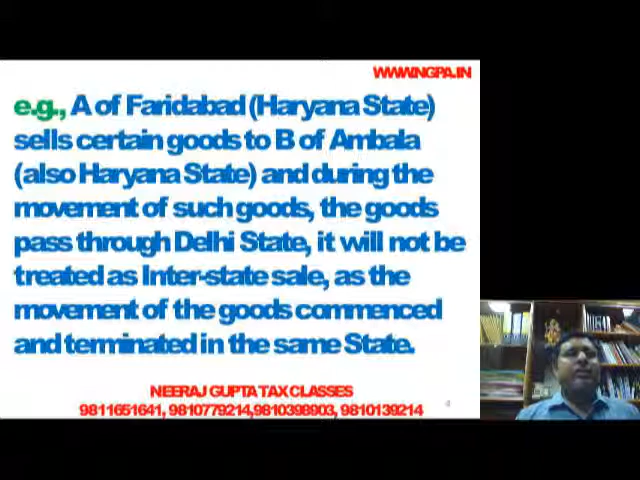 WWW.NGPA.IN
e.g., A of Faridabad (Haryana State)
sells certain goods to B of Ambala
(also Haryana State) and during the
movement of such goods, the goods
pass through Delhi State, it will not be
treated as Inter-state sale, as the
movement of the goods commenced
and terminated in the same State.
NEERAJ GUPTA TAX CLASSES
9811651641, 9810779214,9810398903, 9810139214
4